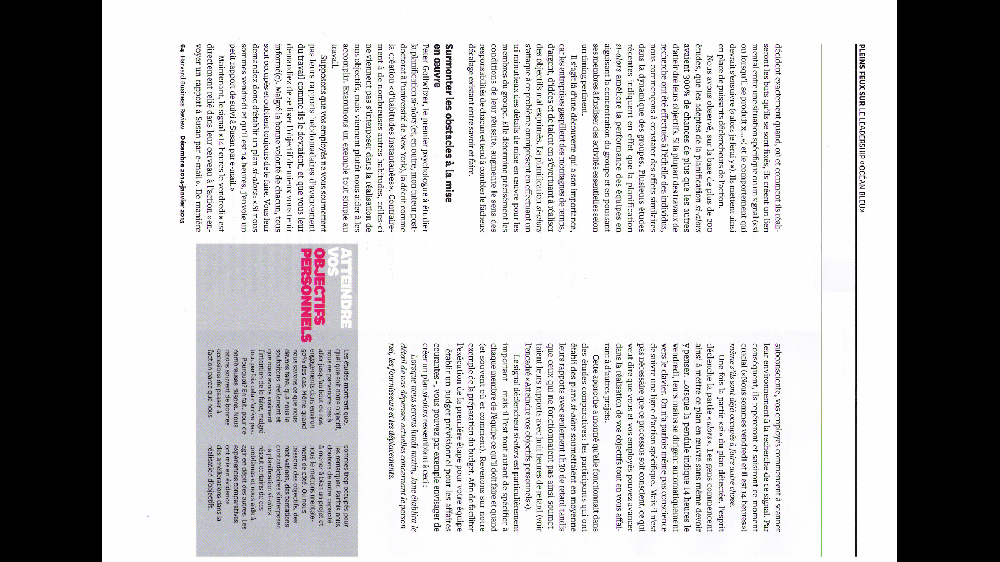 PLEINS FEUX SUR LE LEADERSHIP «OCÉAN BLEU»
décident exactement quand, où et comment ils réali-
seront les buts qu'ils se sont fixés, ils créent un lien
mental entre une situation spécifique ou un signal («si
ou lorsqu'il se produit x...») et le comportement qui
devrait s'ensuivre («alors je ferai y»). Ils mettent ainsi
en place de puissants déclencheurs de l'action.
Nous avons observé, sur la base de plus de 200
études, que les adeptes de la planification si-alors
avaient 300% de chances de plus que les autres
d'atteindre leurs objectifs. Si la plupart des travaux de
recherche ont été effectués à l'échelle des individus,
nous commençons à constater des effets similaires
dans la dynamique des groupes. Plusieurs études
récentes indiquent en effet que la planification
si-alors améliore la performance des équipes en
aiguisant la concentration du groupe et en poussant
ses membres à finaliser des activités essentielles selon
un timing pertinent.
Il s'agit là d'une découverte qui a son importance,
car les entreprises gaspillent des montagnes de temps,
d'argent, d'idées et de talent en s'évertuant à réaliser
des objectifs mal exprimés. La planification si-alors
s'attaque à ce problème omniprésent en effectuant un
tri minutieux des détails de mise en œuvre pour les
membres du groupe. Elle détermine précisément les
conditions de leur réussite, augmente le sens des
responsabilités de chacun et tend à combler le fâcheux
décalage existant entre savoir et faire.
Surmonter les obstacles à la mise
en œuvre
Peter Gollwitzer, le premier psychologue à étudier
la planification si-alors (et, en outre, mon tuteur post-
doctorat à l'université de New York), la décrit comme
la création «d'habitudes instantanées». Contraire-
ment à de nombreuses autres habitudes, celles-ci
ne viennent pas s'interposer dans la réalisation de
nos objectifs, mais viennent plutôt nous aider à les
accomplir. Examinons un exemple tout simple au
travail.
Supposons que vos employés ne vous soumettent
pas leurs rapports hebdomadaires d'avancement
du travail comme ils le devraient, et que vous leur
demandiez de se fixer l'objectif de mieux vous tenir
informé(e). Malgré la bonne volonté de chacun, tous
sont occupés et oublient toujours de le faire. Vous leur
demandez donc d'établir un plan si-alors: «Si nous
sommes vendredi et qu'il est 14 heures, j'envoie un
petit rapport de suivi à Susan par e-mail.»
Maintenant, le signal «14 heures le vendredi» est
directement relié dans leur cerveau à l'action «en-
voyer un rapport à Susan par e-mail». De manière
subconsciente, vos employés commencent à scanner
leur environnement à la recherche de ce signal. Par
conséquent, ils repéreront et saisiront ce moment
crucial («Nous sommes vendredi et il est 14 heures»)
même s'ils sont déjà occupés à faire autre chose.
Une fois la partie «si» du plan détectée, l'esprit
déclenche la partie «alors». Les gens commencent
ainsi à mettre ce plan en œuvre sans même devoir
y penser. Lorsque la pendule indique 14 heures le
vendredi, leurs mains se dirigent automatiquement
vers le clavier. On n'a parfois même pas conscience
de suivre une ligne d'action spécifique. Mais il n'est
pas nécessaire que ce processus soit conscient, ce qui
veut dire que vous et vos employés pouvez avancer
dans la réalisation de vos objectifs tout en vous affai-
rant à d'autres projets.
Cette approche a montré qu'elle fonctionnait dans
des études comparatives: les participants qui ont
établi des plans si-alors soumettaient en moyenne
leurs rapports avec seulement 1h30 de retard tandis
que ceux qui ne fonctionnaient pas ainsi soumet-
taient leurs rapports avec huit heures de retard (voir
l'encadré «Atteindre vos objectifs personnels»).
Le signal déclencheur si-alors est particulièrement
important – mais il l'est tout autant de spécifier à
chaque membre de l'équipe ce qu'il doit faire et quand
(et souvent où et comment). Revenons sur notre
exemple de la préparation du budget. Afin de faciliter
l'exécution de la première étape pour votre équipe
– établir un budget prévisionnel pour les affaires
courantes –, vous pouvez par exemple envisager de
créer un plan si-alors ressemblant à ceci:
Lorsque nous serons lundi matin, Jane établira le
détail de nos dépenses actuelles concernant le person-
nel, les fournisseurs et les déplacements.
ATTEINDRE
VOS
OBJECTIFS
PERSONNELS
Les études montrent que,
quel que soit notre objectif,
nous ne parvenons pas à
aller jusqu'au bout de nos
engagements dans environ
50% des cas. Même quand
nous savons ce que nous
devons faire, que nous le
souhaitons réellement et
que nous avons vraiment
l'intention de le faire, malgré
tout parfois cela n'arrive pas.
Pourquoi? En fait, pour de
nombreuses raisons. Nous
ratons souvent de bonnes
occasions de passer à
l'action parce que nous
sommes trop occupés pour
les remarquer. Parfois nous
doutons de notre capacité
à mener à bien un projet et
nous le mettons mentale-
ment de côté. Ou nous
laissons des objectifs, des
motivations, des tentations
contradictoires s'interposer.
La planification si-alors
résout certains de ces
problèmes et nous aide à
agir en dépit des autres. Les
expériences comparatives
ont mis en évidence
des améliorations dans la
réalisation d'objectifs.
64 Harvard Business Review Décembre 2014-janvier 2015